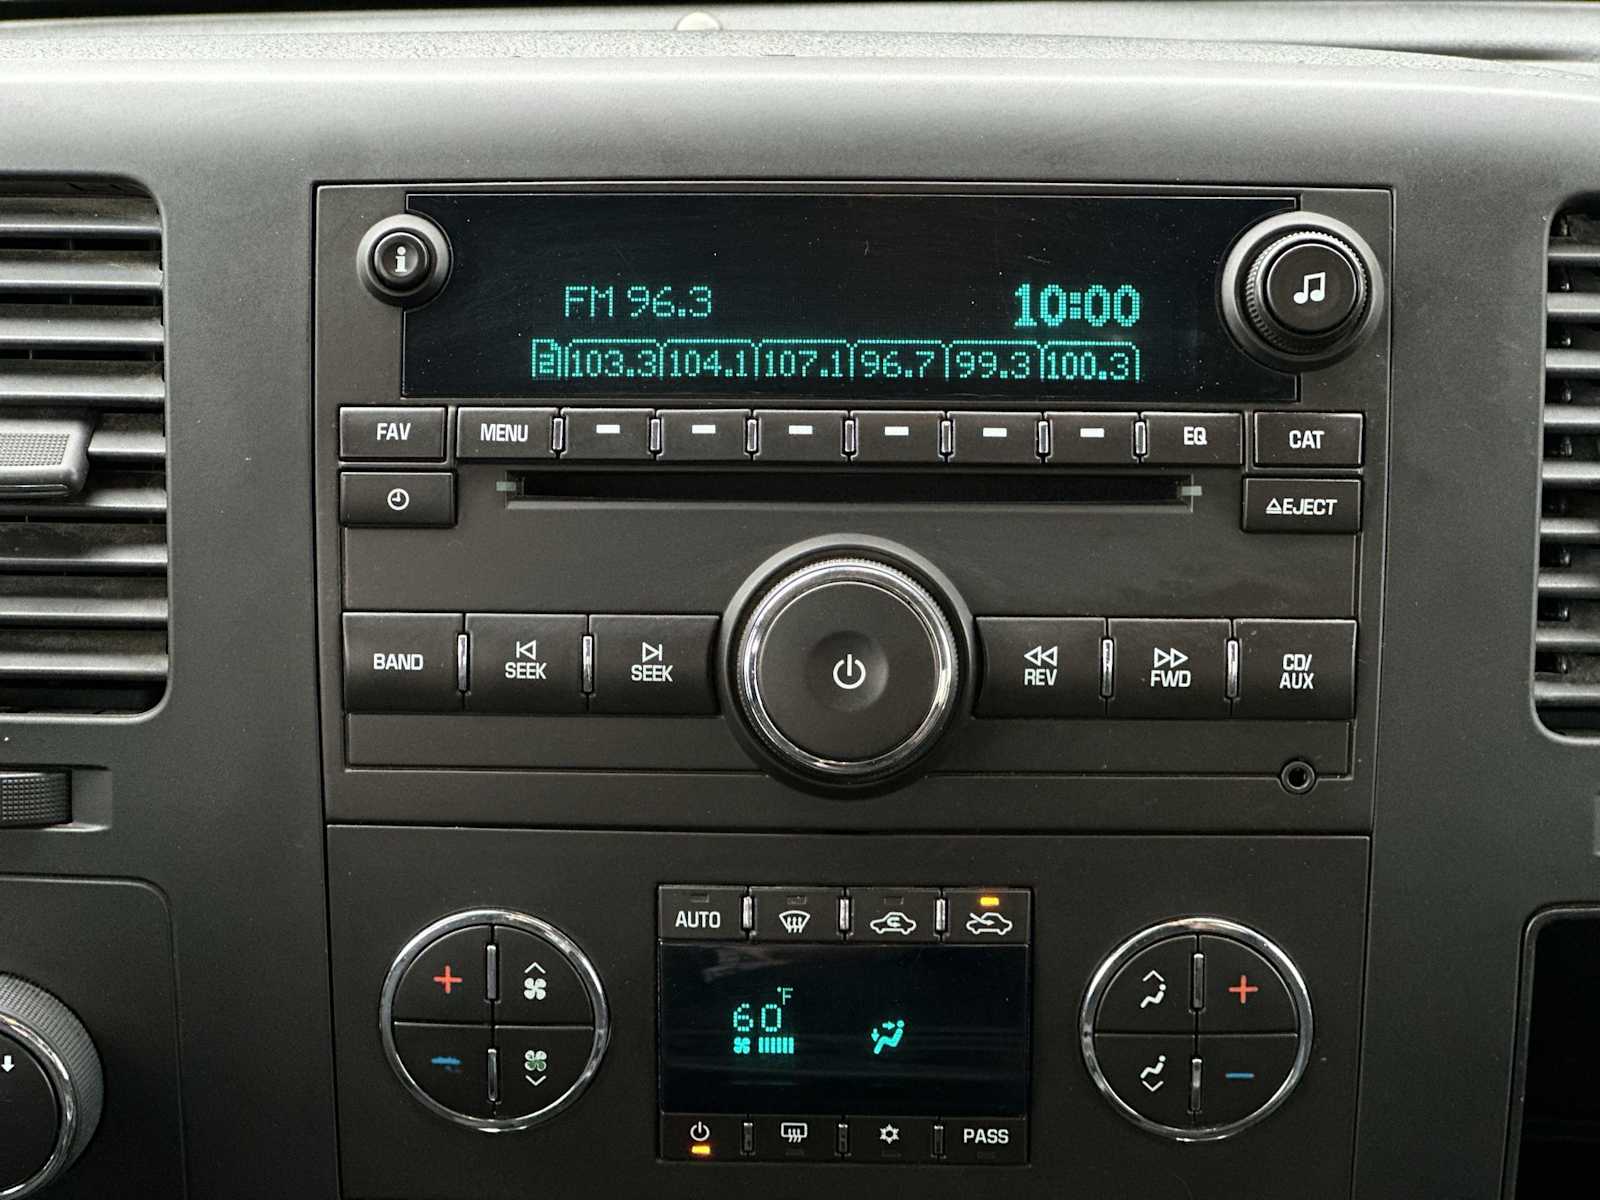 i
FM 96.3 10:00
2 103.3 104.1 107.1 96.7 99.3 100.3
FAV MENU EQ CAT
EJECT
BAND SEEK SEEK REV FWD CD/
AUX
AUTO
60°F
PASS